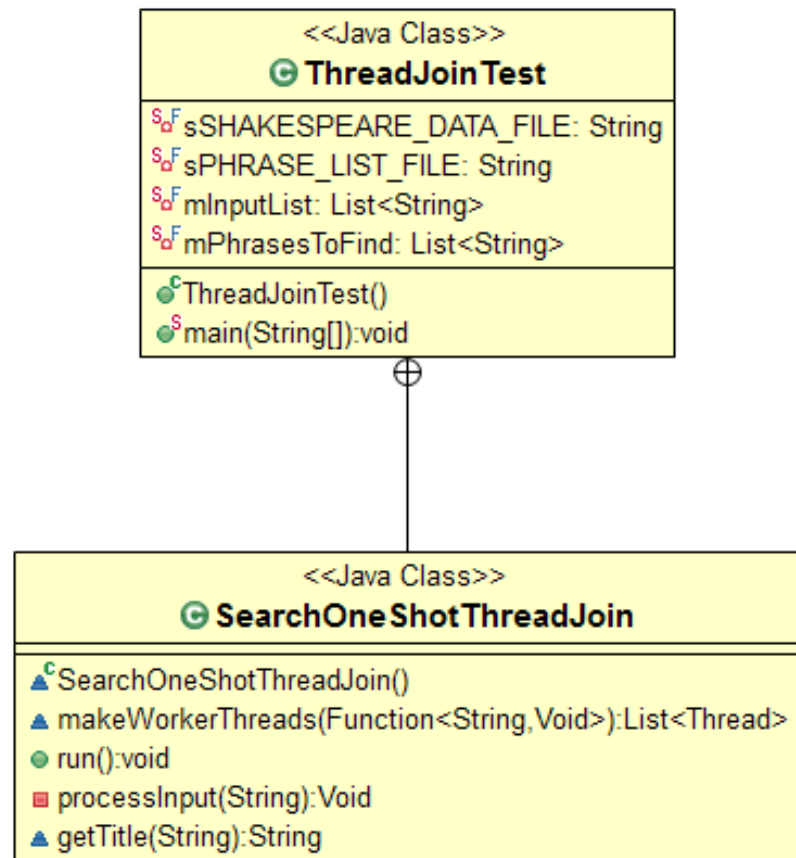 <<Java Class>>
C ThreadJoinTest
S F sSHAKESPEARE_DATA_FILE: String
S F sPHRASE_LIST_FILE: String
S F mInputList: List<String>
S F mPhrasesToFind: List<String>
C ThreadJoinTest()
S main(String[]):void
<<Java Class>>
C SearchOneShotThreadJoin
C SearchOneShotThreadJoin()
makeWorkerThreads(Function<String,Void>):List<Thread>
run():void
processInput(String):Void
getTitle(String):String